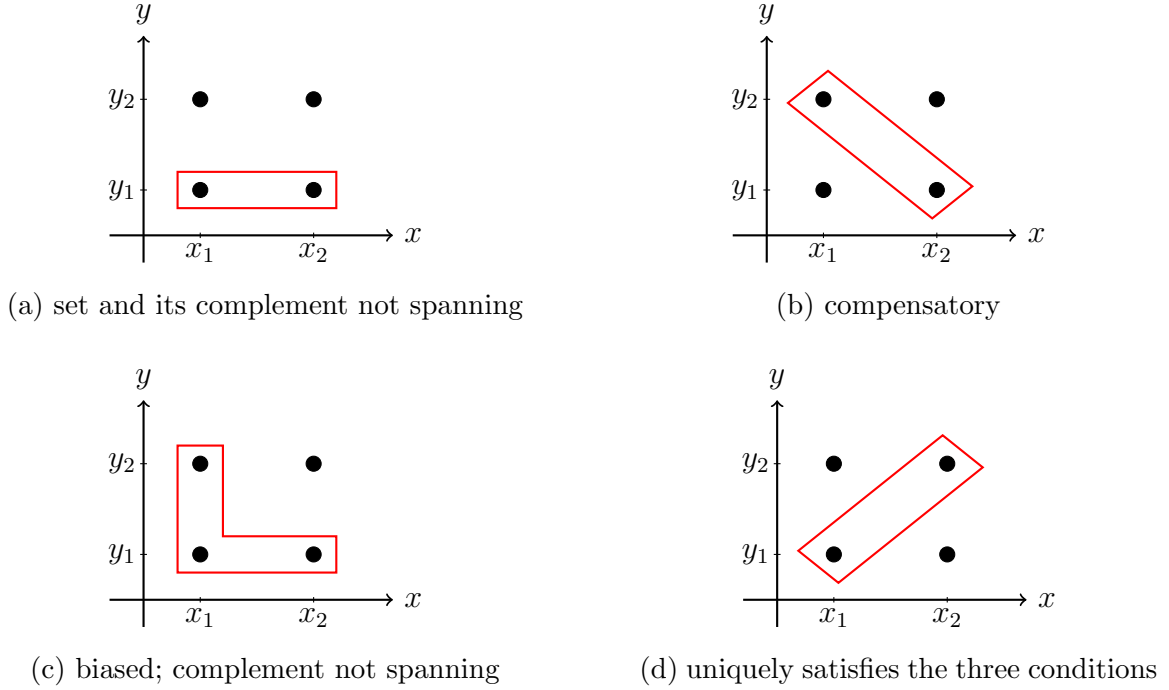 y y
y₂ y₂
y₁ y₁
x₁ x₂ x x₁ x₂ x
(a) set and its complement not spanning (b) compensatory
y y
y₂ y₂
y₁ y₁
x₁ x₂ x x₁ x₂ x
(c) biased; complement not spanning (d) uniquely satisfies the three conditions